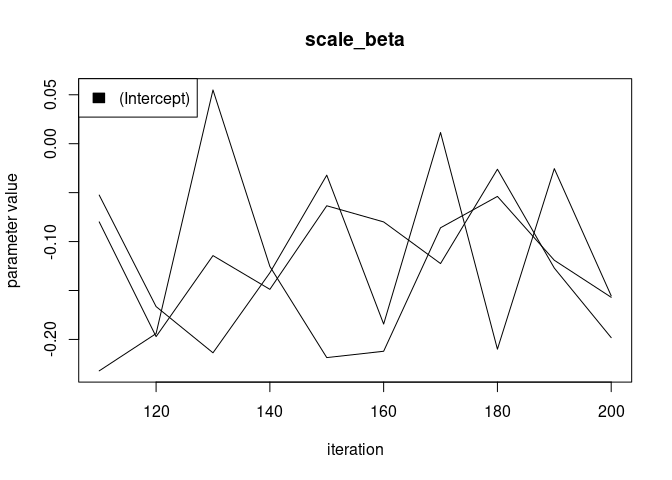 scale_beta
(Intercept)
parameter value
0.05
0.00
-0.10
-0.20
120 140 160 180 200
iteration